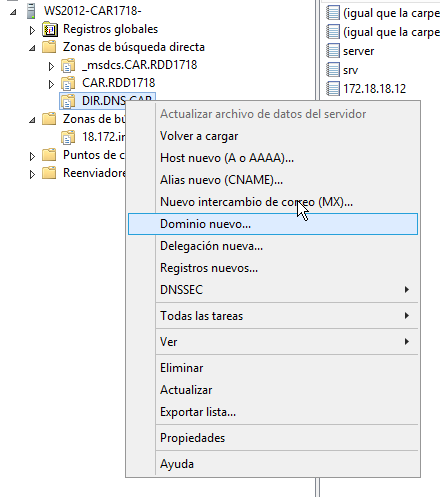 WS2012-CAR1718-
Registros globales
Zonas de búsqueda directa
_msdcs.CAR.RDD1718
CAR.RDD1718
DIR.DNS.CAR
Zonas de bú
18.172.in
Puntos de c
Reenviadore
(igual que la carpe
(igual que la carpe
server
srv
172.18.18.12
Actualizar archivo de datos del servidor
Volver a cargar
Host nuevo (A o AAAA)...
Alias nuevo (CNAME)...
Nuevo intercambio de correo (MX)...
Dominio nuevo...
Delegación nueva...
Registros nuevos...
DNSSEC
Todas las tareas
Ver
Eliminar
Actualizar
Exportar lista...
Propiedades
Ayuda